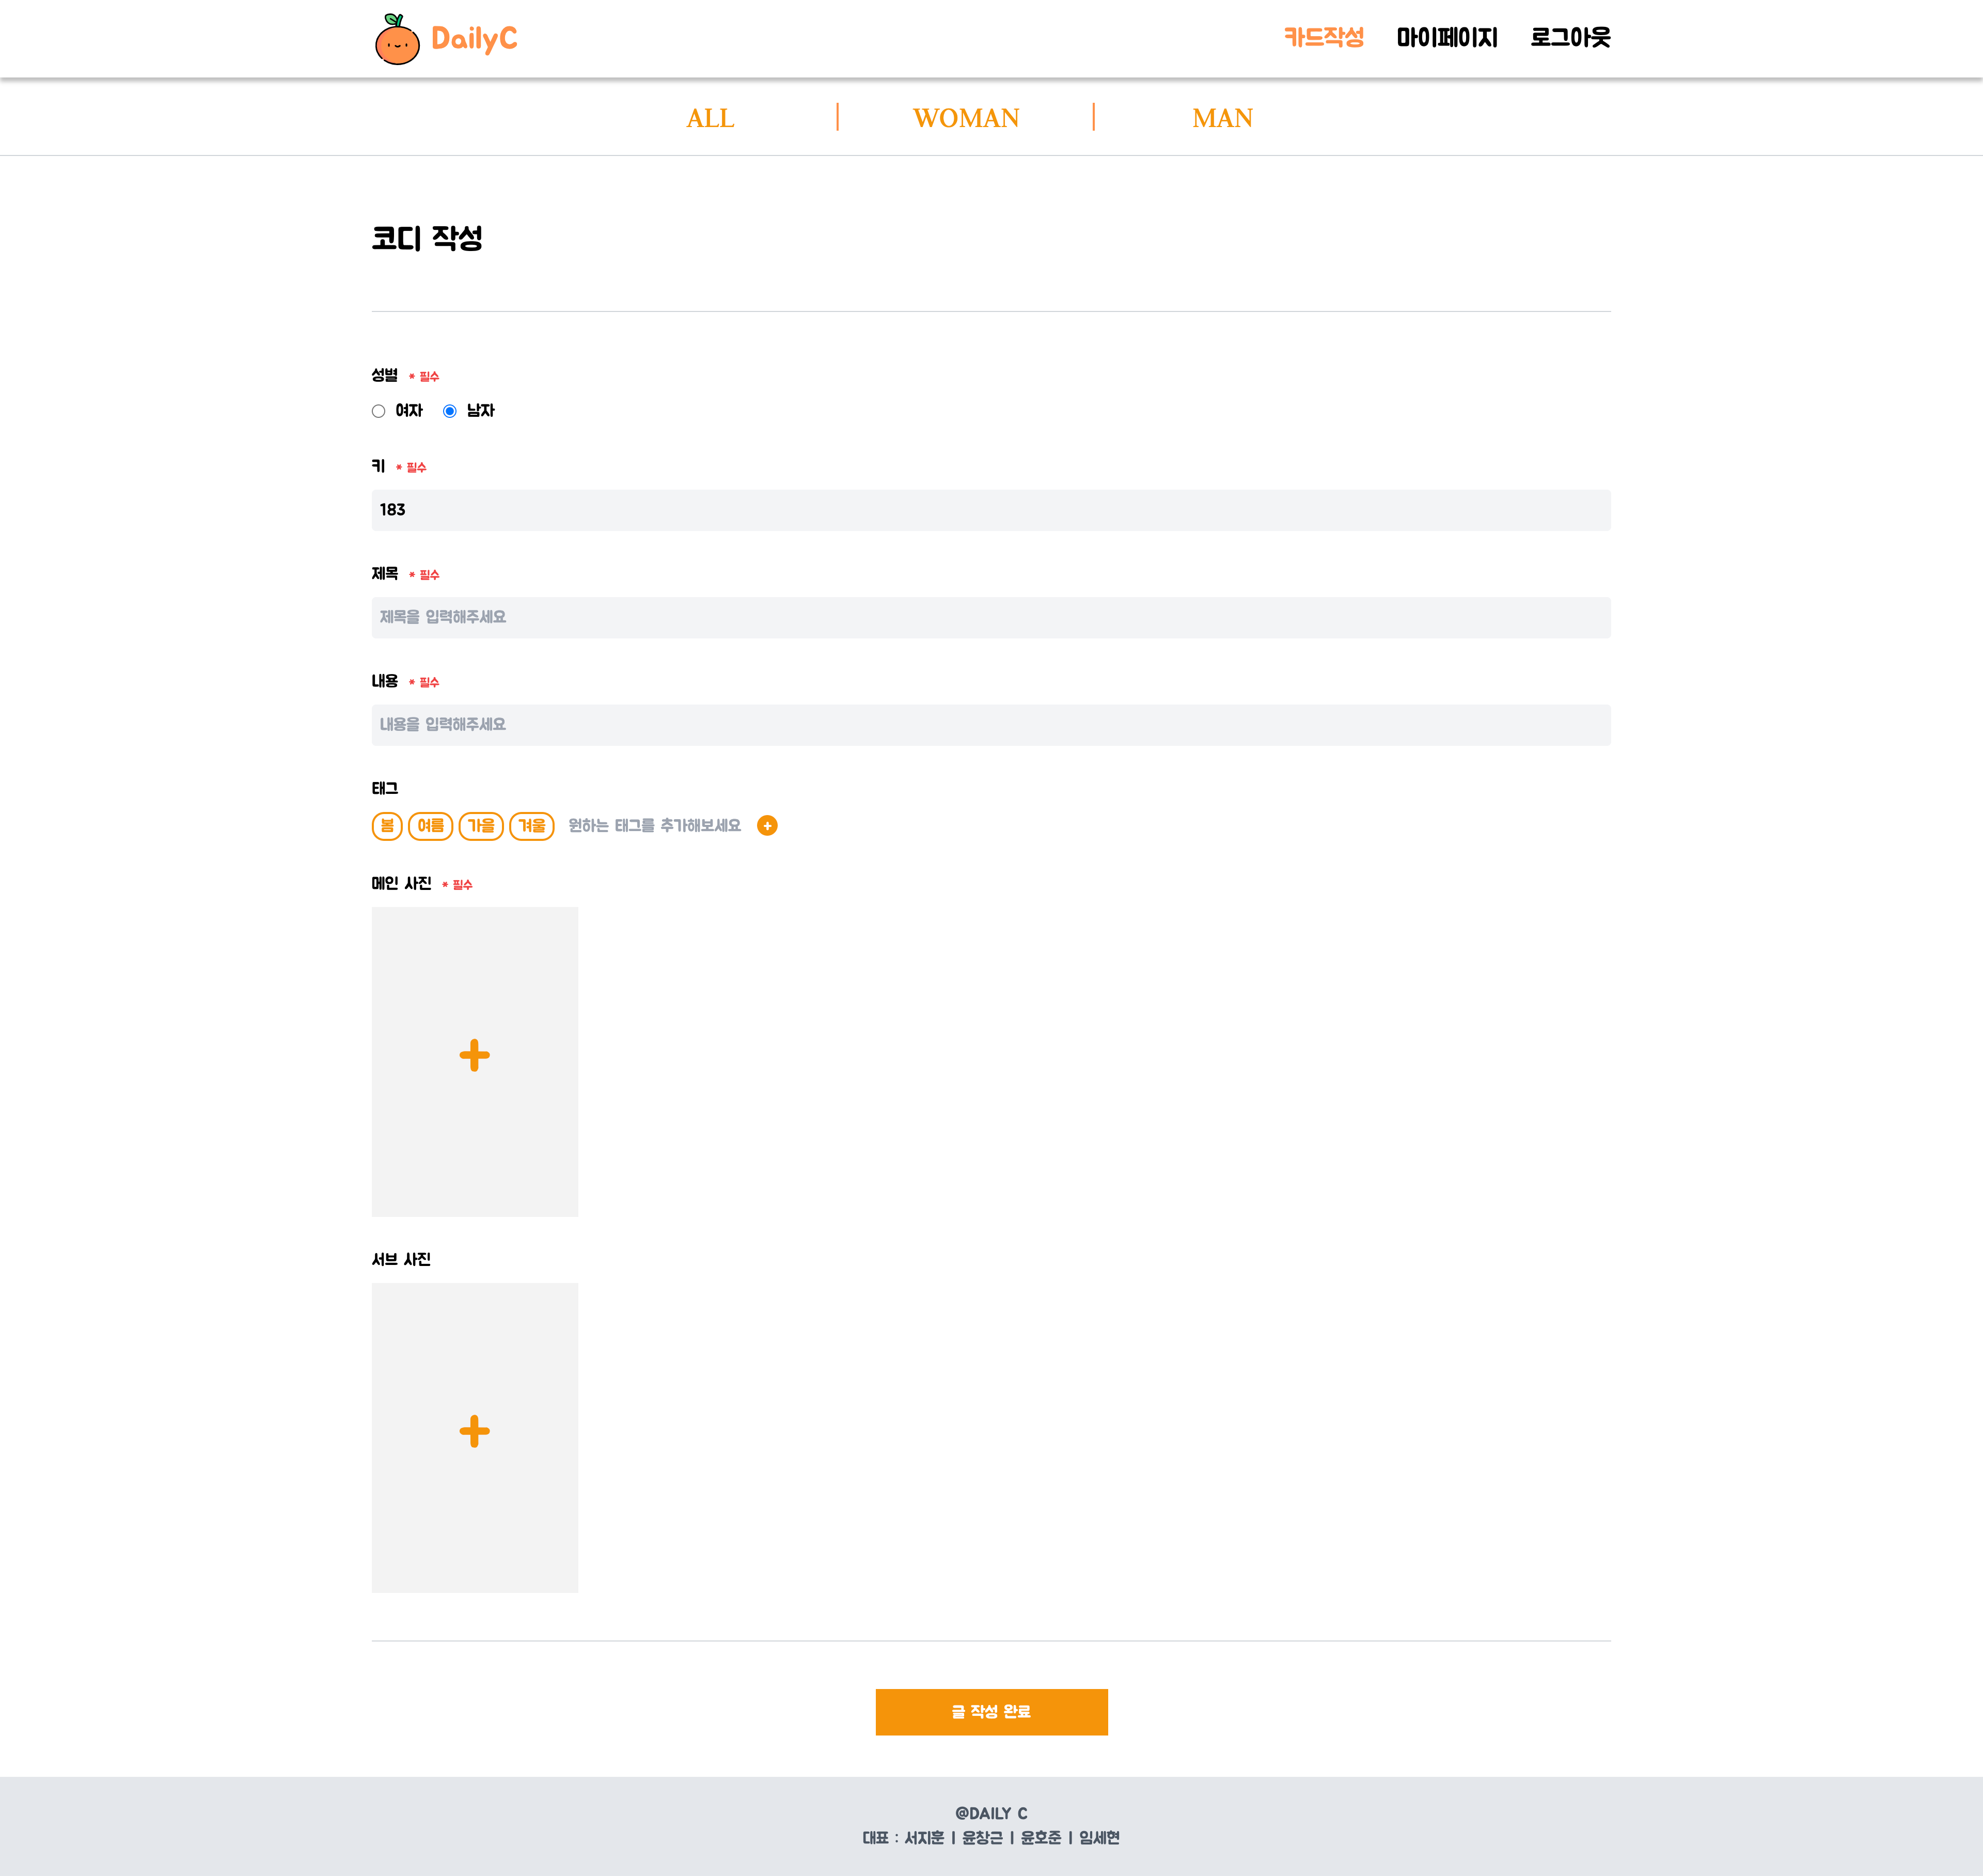 DailyC
카드작성 마이페이지 로그아웃
ALL | WOMAN | MAN
코디 작성
성별 * 필수
여자 남자
키 * 필수
183
제목 * 필수
제목을 입력해주세요
내용 * 필수
내용을 입력해주세요
태그
봄 여름 가을 겨울 원하는 태그를 추가해보세요 +
메인 사진 * 필수
+
서브 사진
+
글 작성 완료
@DAILY C
대표 : 서지훈 | 윤창근 | 윤호준 | 임세현